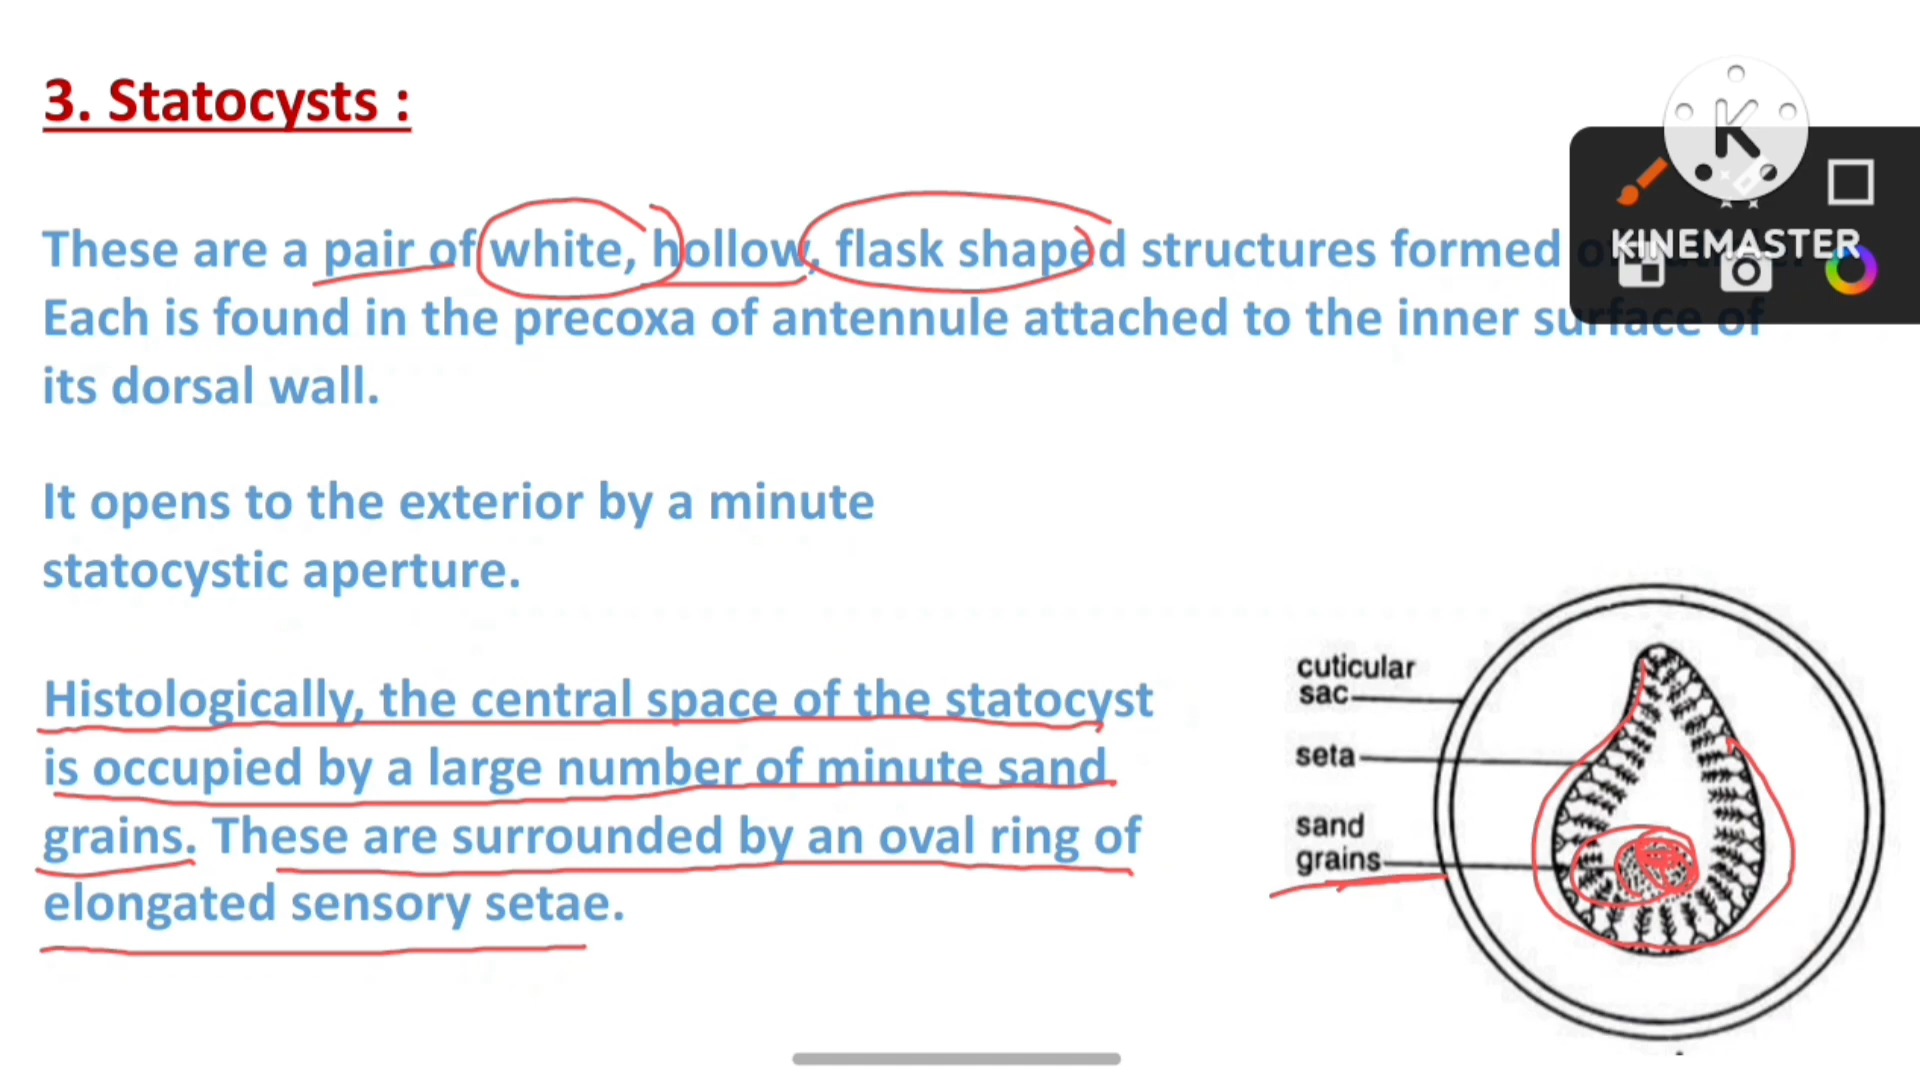 3. Statocysts :
K
KINEMASTER
These are a pair of white, hollow, flask shaped structures formed
Each is found in the precoxa of antennule attached to the inner surface of
its dorsal wall.
It opens to the exterior by a minute
statocystic aperture.
Histologically, the central space of the statocyst
is occupied by a large number of minute sand
grains. These are surrounded by an oval ring of
elongated sensory setae.
cuticular
sac
seta
sand
grains